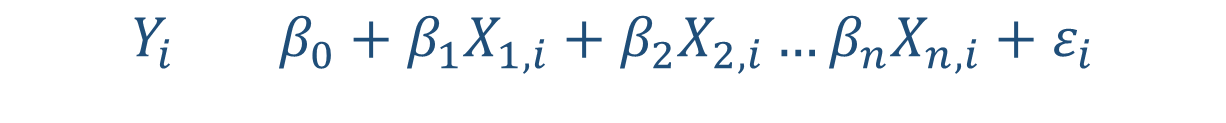 Yᵢ β₀ + β₁X₁,ᵢ + β₂X₂,ᵢ … βₙXₙ,ᵢ + εᵢ